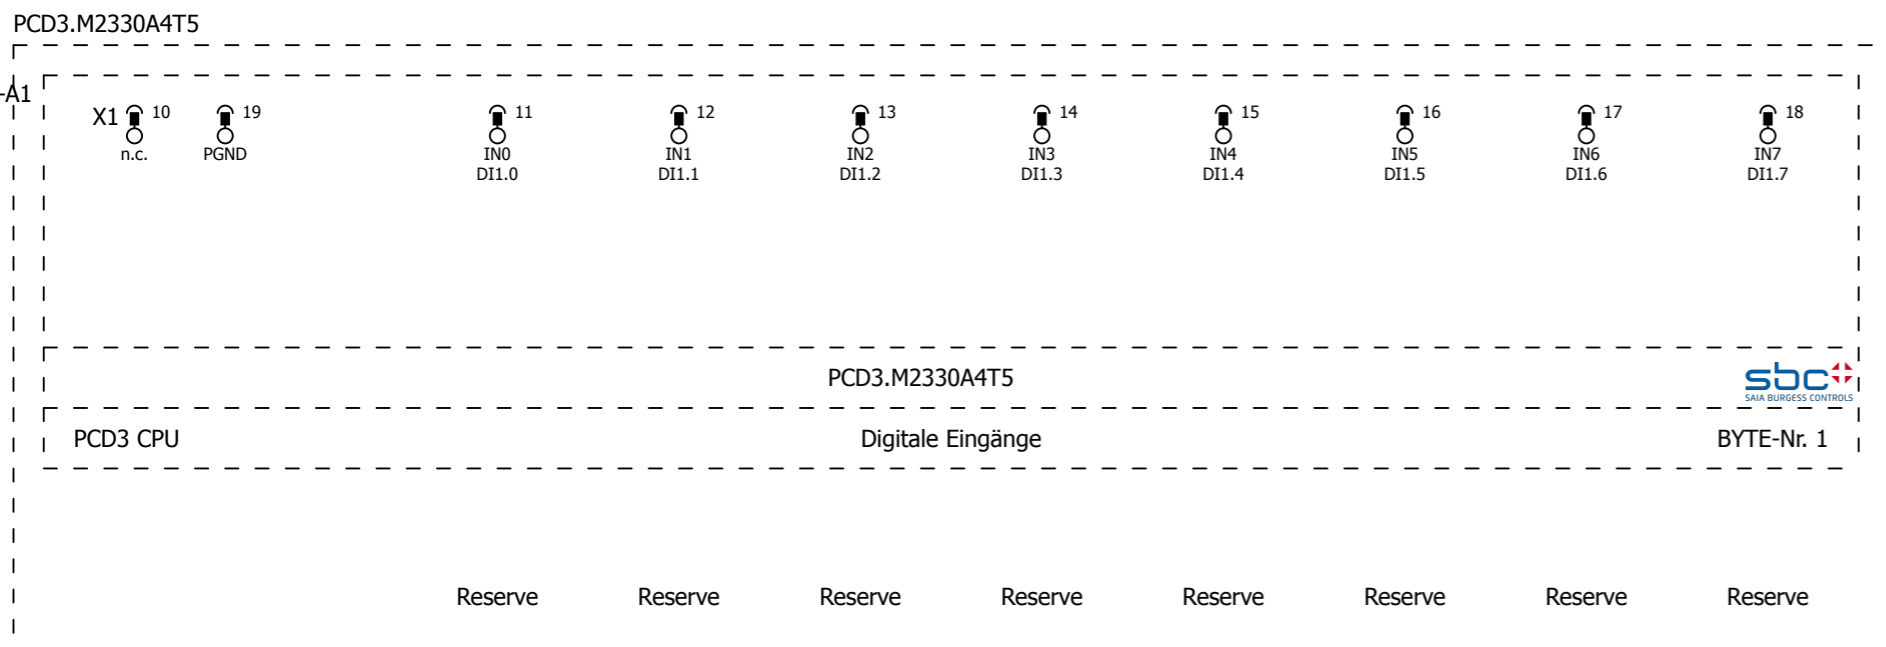 PCD3.M2330A4T5
-A1
X1 10 19 11 12 13 14 15 16 17 18
n.c. PGND IN0 IN1 IN2 IN3 IN4 IN5 IN6 IN7
DI1.0 DI1.1 DI1.2 DI1.3 DI1.4 DI1.5 DI1.6 DI1.7
PCD3.M2330A4T5
sbc
SAIA BURGESS CONTROLS
PCD3 CPU Digitale Eingänge BYTE-Nr. 1
Reserve Reserve Reserve Reserve Reserve Reserve Reserve Reserve